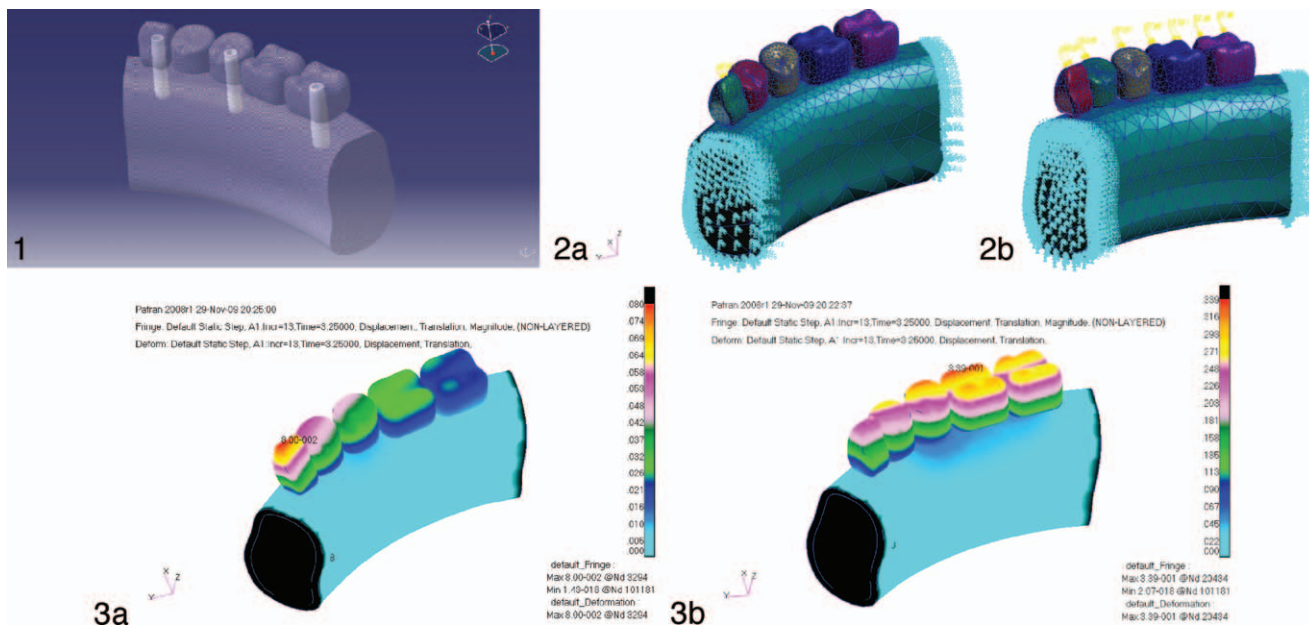 1
2a
X Z
Y
2b
Patran 2008r1 29-Nov-09 20:25:00
Fringe: Default Static Step, A1:Incr=13,Time=3.25000, Displacemen., Translation, Magnitude, (NON-LAYERED)
Deform: Default Static Step, A1:Incr=13,Time=3.25000, Displacement, Translation,
8.00-002
8
.080
.074
.069
.064
.058
.053
.048
.042
.037
.032
.026
.021
.016
.010
.005
.000
default_Fringe :
Max 8.00-002 @Nd 3294
Min 1.43-018 @Nd 101181
default_Deformation :
Max 8.00-002 @Nd 3294
X Z
Y
3a
Patran 2008r1 29-Nov-09 20:22:37
Fringe: Default Static Step, A1:Incr=13,Time=3.25000, Displacement, Translation, Magnitude, (NON-LAYERED)
Deform: Default Static Step, A1:Incr=13,Time=3.25000, Displacement, Translation,
3.39-001
J
.339
.316
.294
.271
.248
.226
.203
.181
.158
.135
.113
.090
.067
.045
.022
.000
default_Fringe :
Max 3.39-001 @Nd 23434
Min 2.07-018 @Nd 101181
default_Deformation :
Max 3.39-001 @Nd 23434
X Z
Y
3b